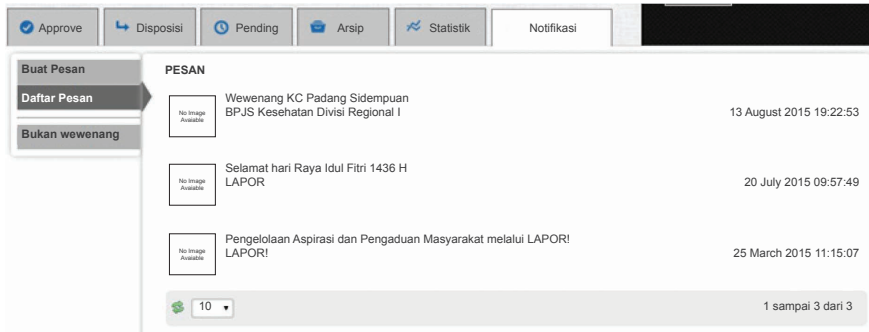 Approve
Disposisi
Pending
Arsip
Statistik
Notifikasi
Buat Pesan
Daftar Pesan
Bukan wewenang
PESAN
No Image
Avaiable
Wewenang KC Padang Sidempuan
BPJS Kesehatan Divisi Regional I
13 August 2015 19:22:53
No Image
Avaiable
Selamat hari Raya Idul Fitri 1436 H
LAPOR
20 July 2015 09:57:49
No Image
Avaiable
Pengelolaan Aspirasi dan Pengaduan Masyarakat melalui LAPOR!
LAPOR!
25 March 2015 11:15:07
10
1 sampai 3 dari 3